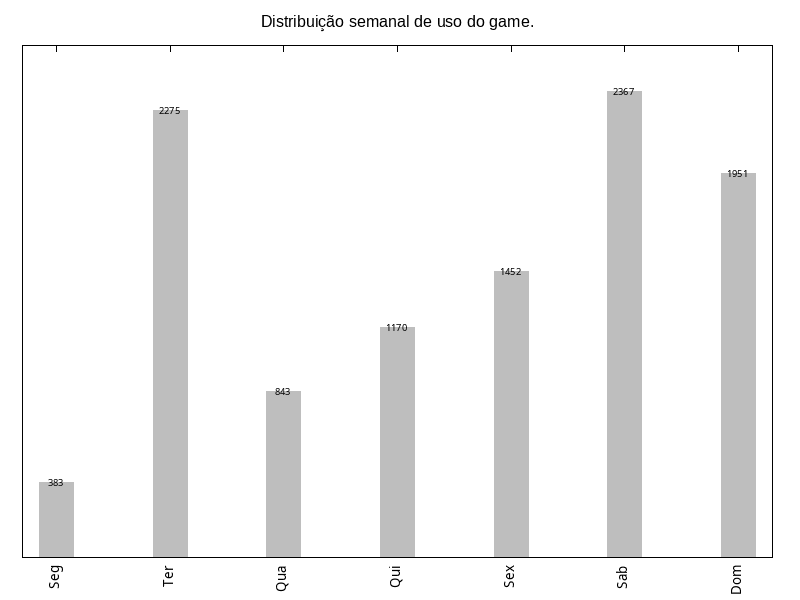 Distribuição semanal de uso do game.
2367
2275
1951
1452
1170
843
383
Seg
Ter
Qua
Qui
Sex
Sab
Dom